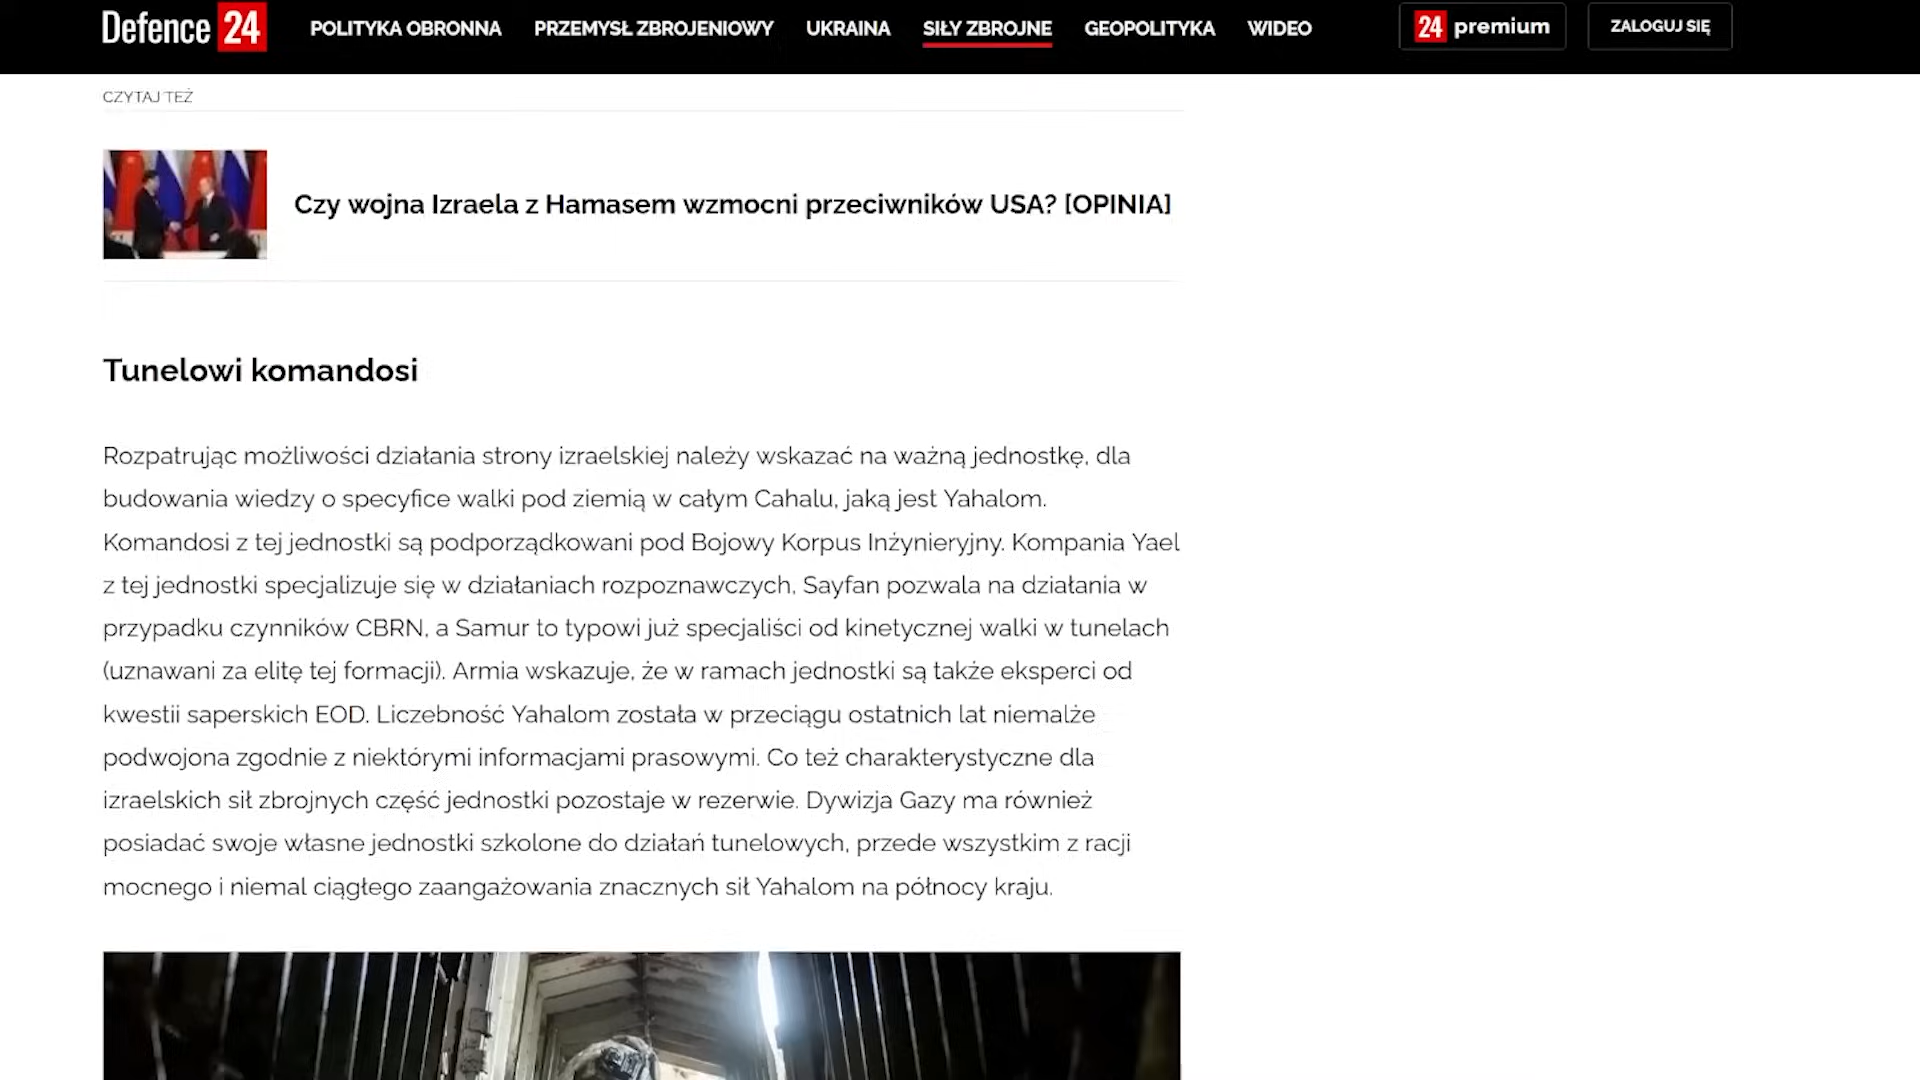 Defence 24
POLITYKA OBRONNA PRZEMYSŁ ZBROJENIOWY UKRAINA SIŁY ZBROJNE GEOPOLITYKA WIDEO
24 premium
ZALOGUJ SIĘ
CZYTAJ TEŻ
Czy wojna Izraela z Hamasem wzmocni przeciwników USA? [OPINIA]
Tunelowi komandosi
Rozpatrując możliwości działania strony izraelskiej należy wskazać na ważną jednostkę, dla
budowania wiedzy o specyfice walki pod ziemią w całym Cahalu, jaką jest Yahalom.
Komandosi z tej jednostki są podporządkowani pod Bojowy Korpus Inżynieryjny. Kompania Yael
z tej jednostki specjalizuje się w działaniach rozpoznawczych, Sayfan pozwala na działania w
przypadku czynników CBRN, a Samur to typowi już specjaliści od kinetycznej walki w tunelach
(uznawani za elitę tej formacji). Armia wskazuje, że w ramach jednostki są także eksperci od
kwestii saperskich EOD. Liczebność Yahalom została w przeciągu ostatnich lat niemalże
podwojona zgodnie z niektórymi informacjami prasowymi. Co też charakterystyczne dla
izraelskich sił zbrojnych część jednostki pozostaje w rezerwie. Dywizja Gazy ma również
posiadać swoje własne jednostki szkolone do działań tunelowych, przede wszystkim z racji
mocnego i niemal ciągłego zaangażowania znacznych sił Yahalom na północy kraju.